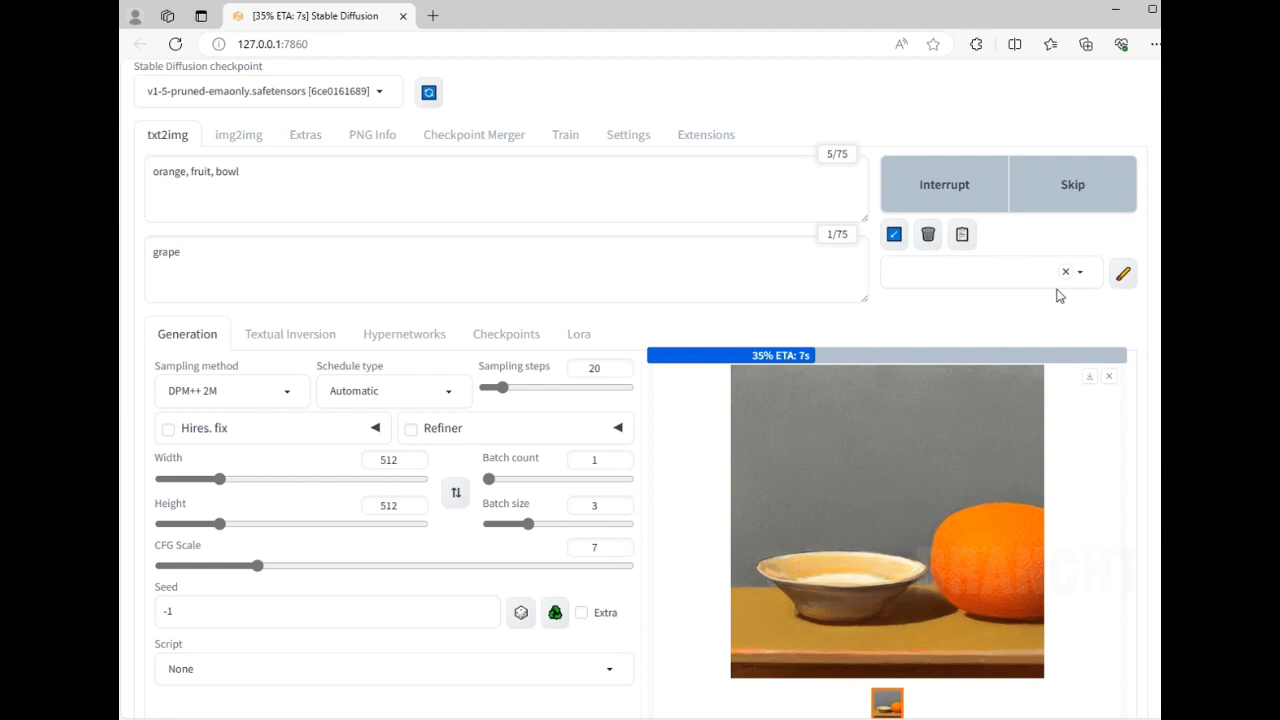 [35% ETA: 7s] Stable Diffusion
127.0.0.1:7860
Stable Diffusion checkpoint
v1-5-pruned-emaonly.safetensors [6ce0161689]
txt2img img2img Extras PNG Info Checkpoint Merger Train Settings Extensions
5/75
orange, fruit, bowl
Interrupt Skip
1/75
grape
Generation Textual Inversion Hypernetworks Checkpoints Lora
35% ETA: 7s
Sampling method Schedule type Sampling steps 20
DPM++ 2M Automatic
Hires. fix Refiner
Width 512 Batch count 1
Height 512 Batch size 3
CFG Scale 7
Seed
-1 Extra
Script
None